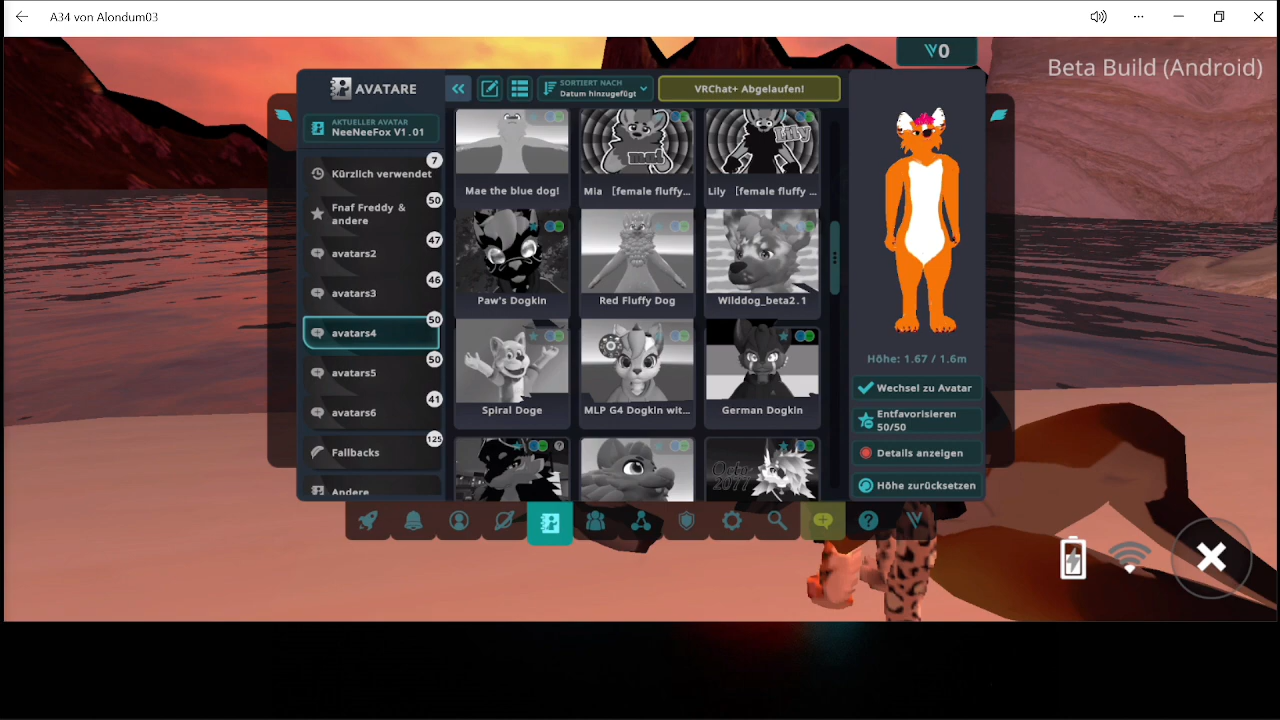 A34 von Alondum03
V0
Beta Build (Android)
AVATARE
SORTIERT NACH
Datum hinzugefügt
VRChat+ Abgelaufen!
AKTUELLER AVATAR
NeeNeeFox V1.01
7
Kürzlich verwendet
50
Fnaf Freddy &
andere
47
avatars2
46
avatars3
50
avatars4
50
avatars5
41
avatars6
125
Fallbacks
Andere
Mae the blue dog!
mia
Mia [female fluffy...
Lily
Lily [female fluffy ...
Paw's Dogkin
Red Fluffy Dog
Wilddog_beta2.1
Spiral Doge
MLP G4 Dogkin wit...
German Dogkin
2077
Höhe: 1.67 / 1.6m
Wechsel zu Avatar
Entfavorisieren
50/50
Details anzeigen
Höhe zurücksetzen